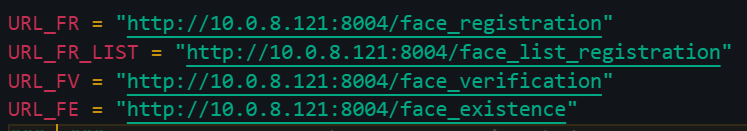 URL_FR = "http://10.0.8.121:8004/face_registration"
URL_FR_LIST = "http://10.0.8.121:8004/face_list_registration"
URL_FV = "http://10.0.8.121:8004/face_verification"
URL_FE = "http://10.0.8.121:8004/face_existence"